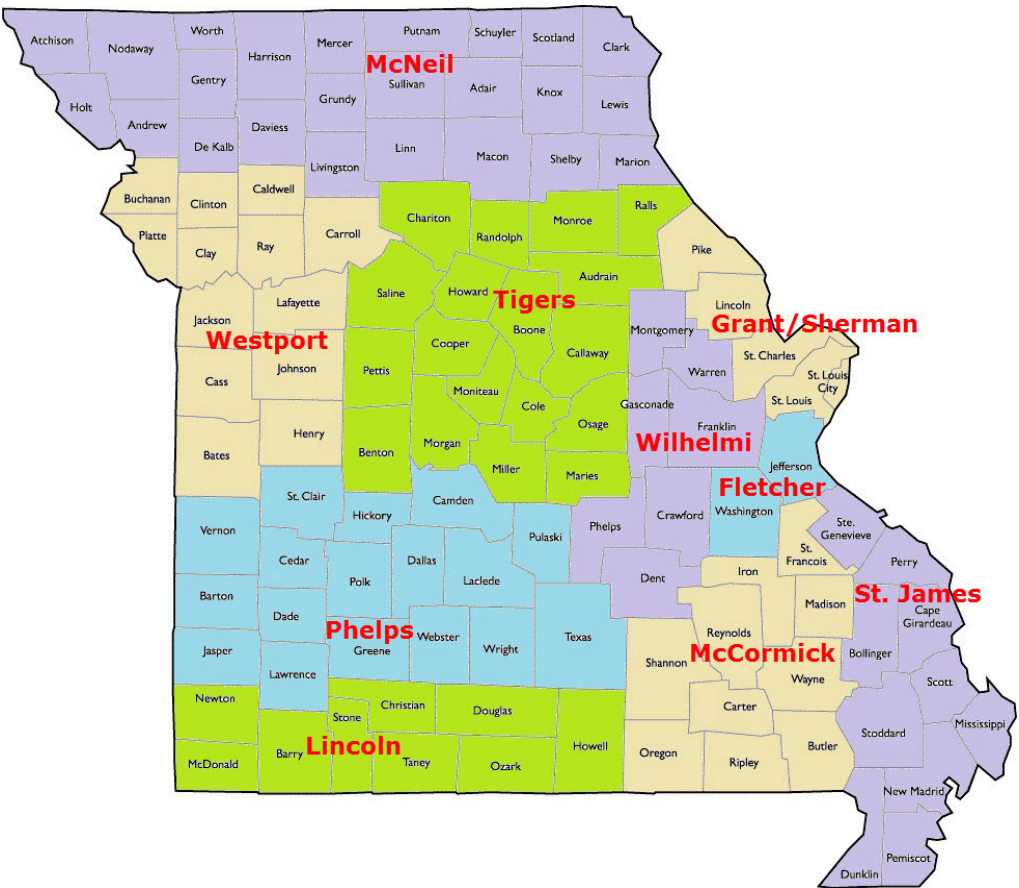 Atchison
Nodaway
Worth
Harrison
Mercer
Putnam
Schuyler
Scotland
Clark
McNeil
Gentry
Sullivan
Adair
Knox
Lewis
Holt
Grundy
Andrew
De Kalb
Daviess
Livingston
Linn
Macon
Shelby
Marion
Buchanan
Clinton
Caldwell
Chariton
Randolph
Monroe
Ralls
Platte
Clay
Ray
Carroll
Pike
Saline
Howard
Audrain
Tigers
Boone
Lafayette
Jackson
Westport
Johnson
Lincoln
Grant/Sherman
Montgomery
Warren
St. Charles
St. Louis
City
St. Louis
Cooper
Callaway
Cass
Pettis
Moniteau
Cole
Osage
Gasconade
Franklin
Wilhelmi
Henry
Bates
Benton
Morgan
Miller
Maries
Jefferson
Fletcher
Washington
St. Clair
Hickory
Camden
Pulaski
Phelps
Crawford
Ste.
Genevieve
St.
Francois
Perry
Vernon
Cedar
Polk
Dallas
Laclede
Dent
Iron
Madison
St. James
Cape
Girardeau
Barton
Dade
Phelps
Greene
Webster
Wright
Texas
Reynolds
McCormick
Bollinger
Jasper
Lawrence
Shannon
Wayne
Scott
Mississippi
Newton
Stone
Christian
Douglas
Howell
Carter
Stoddard
McDonald
Barry
Lincoln
Taney
Ozark
Oregon
Ripley
Butler
New Madrid
Pemiscot
Dunklin